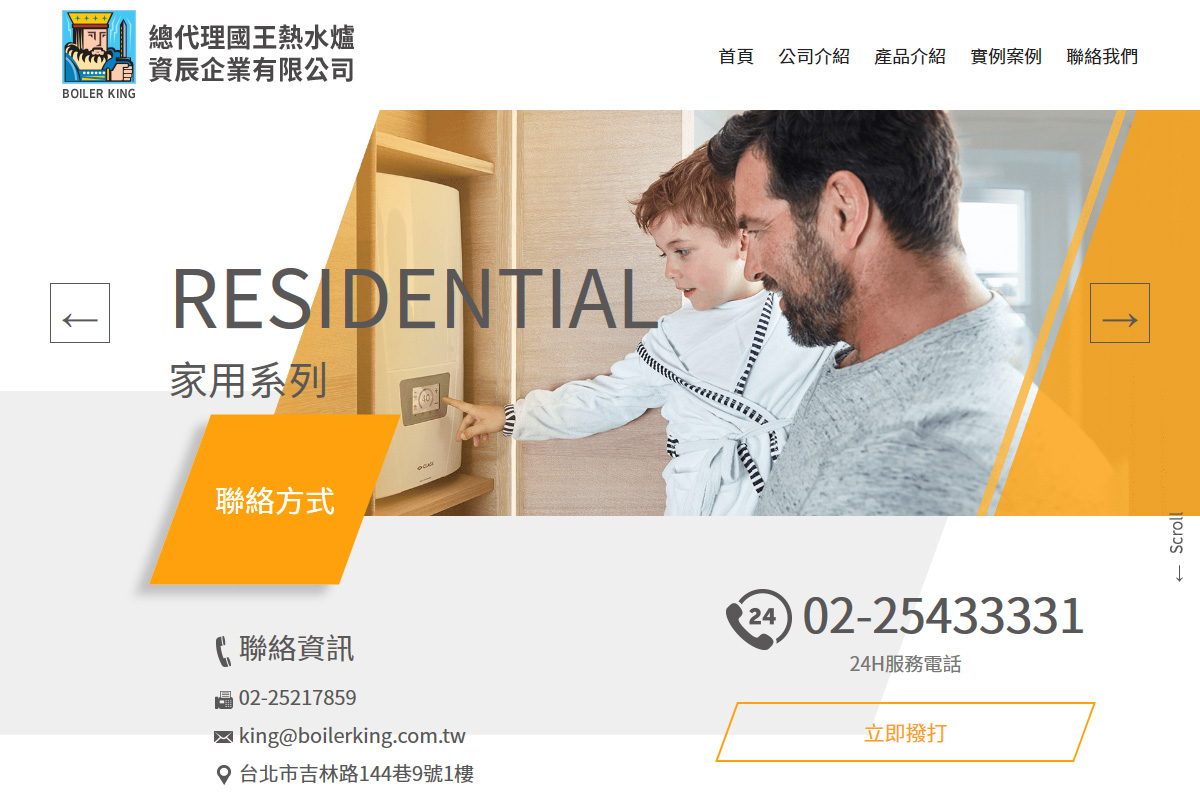 總代理國王熱水爐
資辰企業有限公司
BOILER KING
首頁 公司介紹 產品介紹 實例案例 聯絡我們
RESIDENTIAL
家用系列
←
→
聯絡方式
Scroll
←
24
02-25433331
24H服務電話
立即撥打
聯絡資訊
02-25217859
king@boilerking.com.tw
台北市吉林路144巷9號1樓